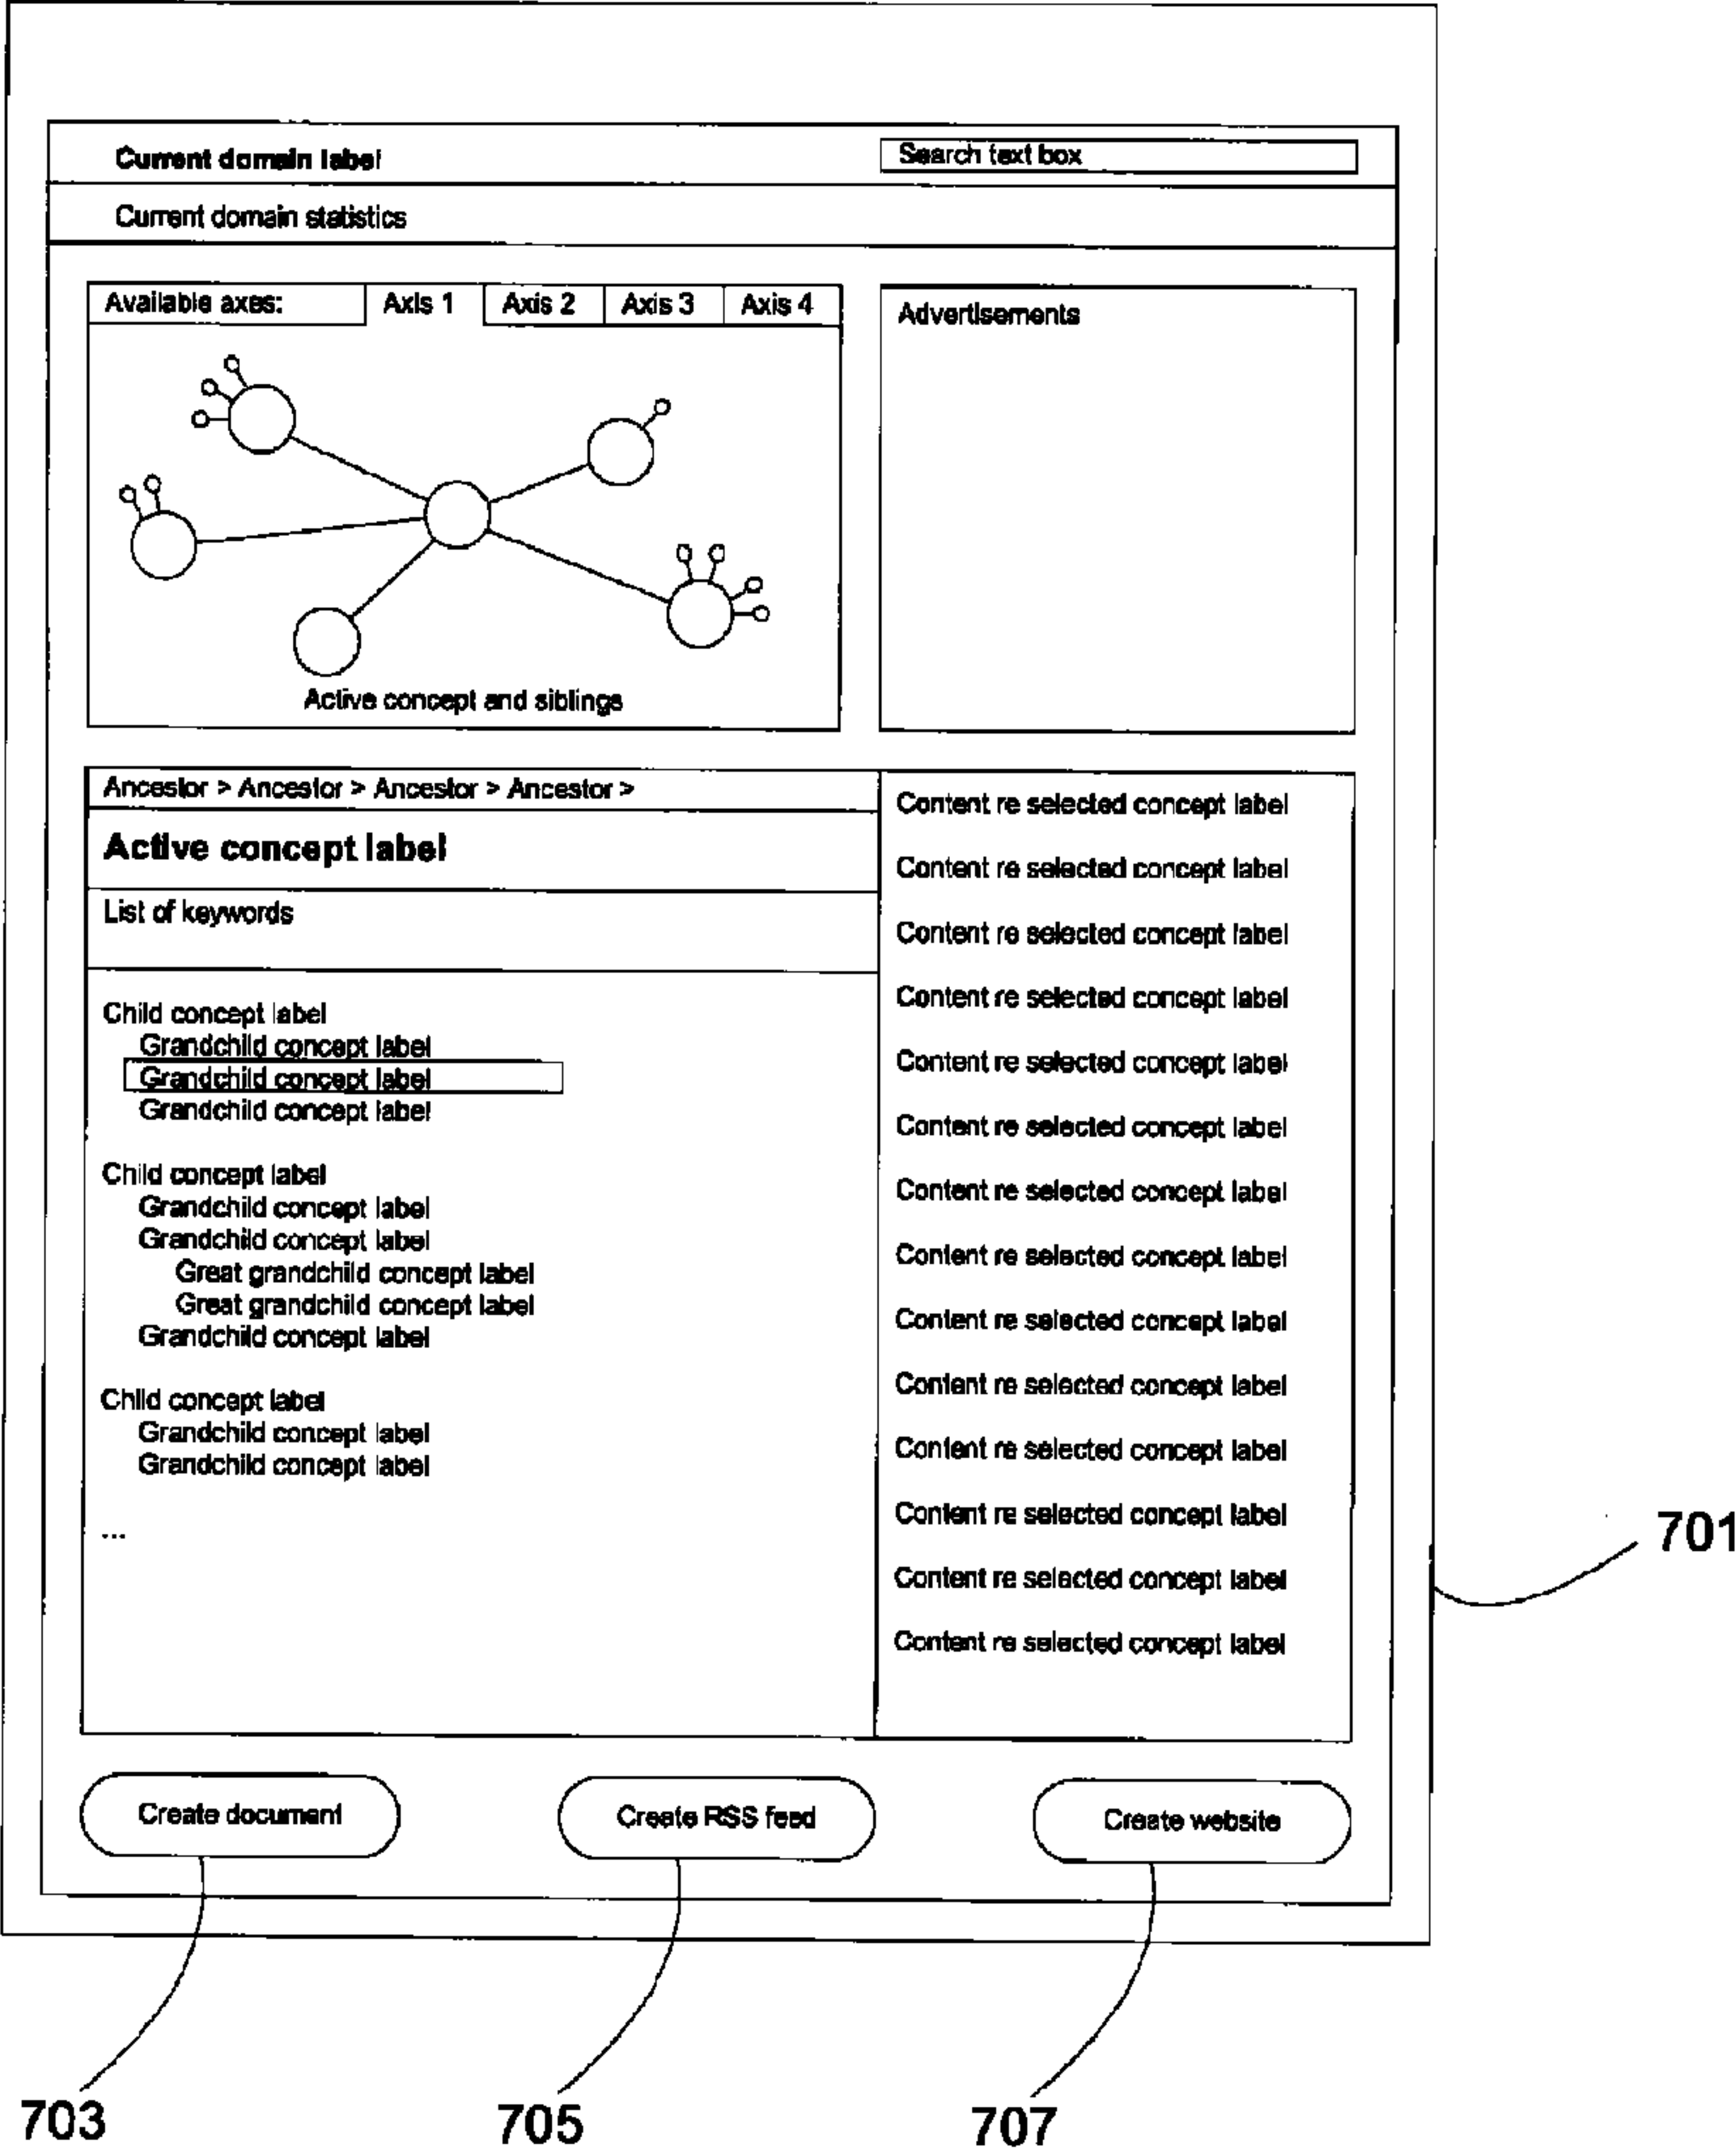 Current domain label
Search text box
Current domain statistics
Available axes: Axis 1 Axis 2 Axis 3 Axis 4
Active concept and siblings
Advertisements
Ancestor > Ancestor > Ancestor > Ancestor >
Active concept label
List of keywords
Child concept label
Grandchild concept label
Grandchild concept label
Grandchild concept label
Child concept label
Grandchild concept label
Grandchild concept label
Great grandchild concept label
Great grandchild concept label
Grandchild concept label
Child concept label
Grandchild concept label
Grandchild concept label
...
Content re selected concept label
Content re selected concept label
Content re selected concept label
Content re selected concept label
Content re selected concept label
Content re selected concept label
Content re selected concept label
Content re selected concept label
Content re selected concept label
Content re selected concept label
Content re selected concept label
Content re selected concept label
Content re selected concept label
Content re selected concept label
701
Create document
Create RSS feed
Create website
703
705
707